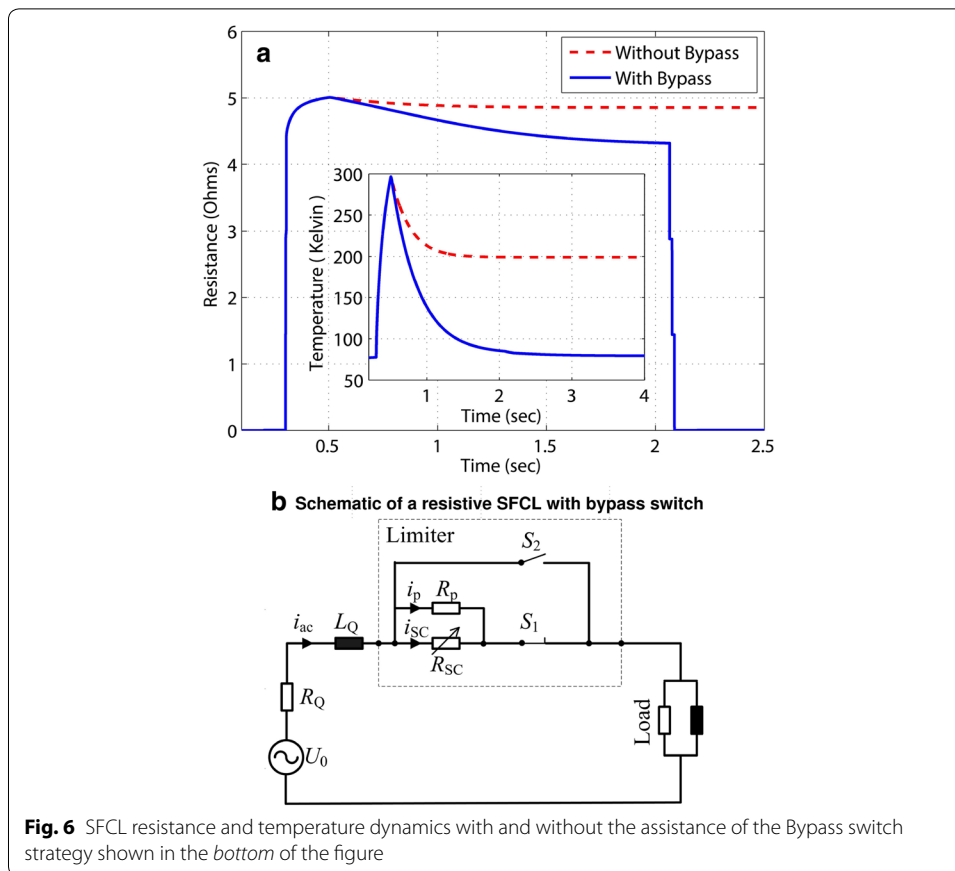 a
6
5
4
3
2
1
0
Resistance (Ohms)
Without Bypass
With Bypass
300
250
200
150
100
50
Temperature ( Kelvin)
1 2 3 4
Time (sec)
0.5 1 1.5 2 2.5
Time (sec)
b Schematic of a resistive SFCL with bypass switch
Limiter
S2
ip Rp
iac LQ iSC S1
RSC
RQ
Load
U0
Fig. 6 SFCL resistance and temperature dynamics with and without the assistance of the Bypass switch
strategy shown in the bottom of the figure